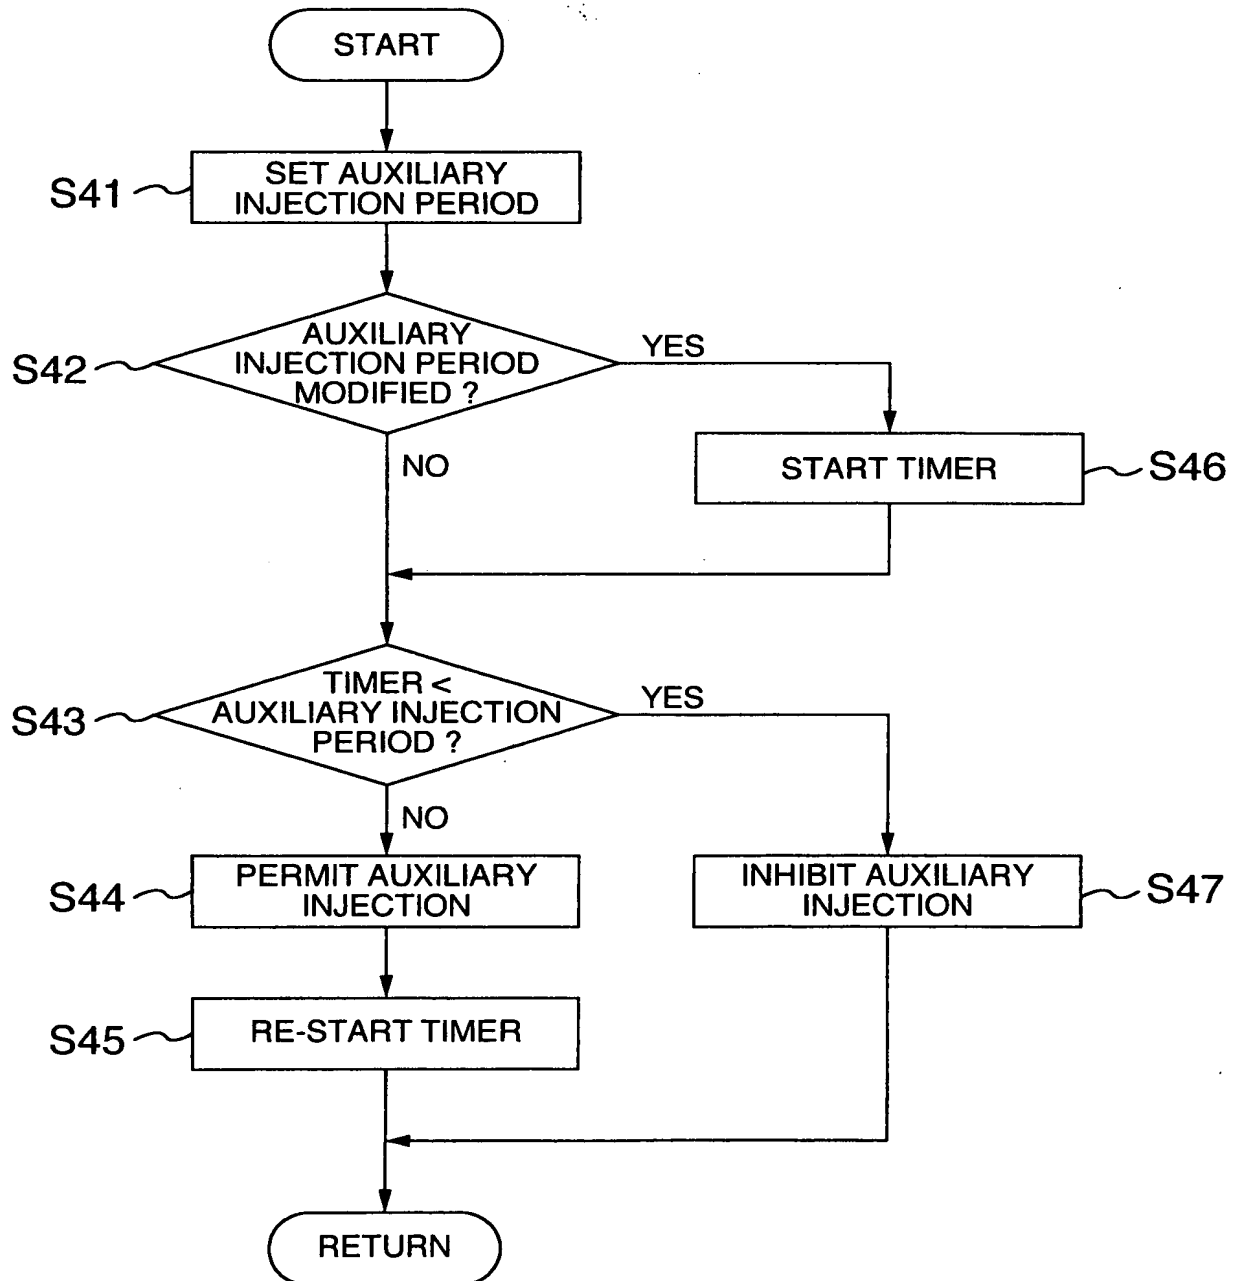 START
S41
SET AUXILIARY
INJECTION PERIOD
S42
AUXILIARY
INJECTION PERIOD
MODIFIED ?
YES
NO
START TIMER
S46
S43
TIMER <
AUXILIARY INJECTION
PERIOD ?
YES
NO
S44
PERMIT AUXILIARY
INJECTION
INHIBIT AUXILIARY
INJECTION
S47
S45
RE-START TIMER
RETURN